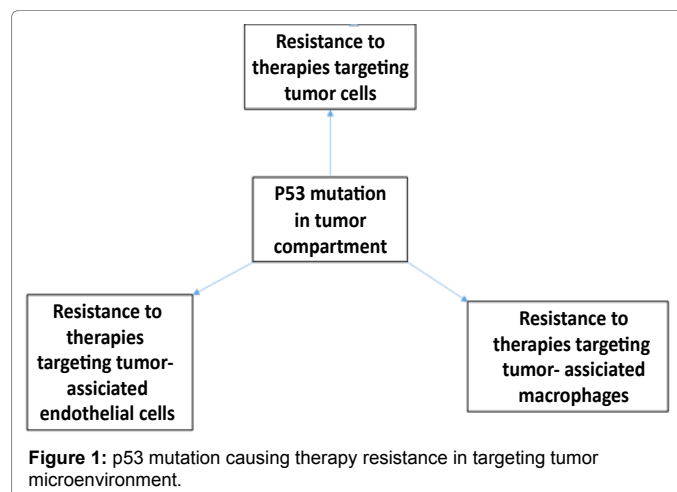 Resistance to
therapies targeting
tumor cells
P53 mutation
in tumor
compartment
Resistance to
therapies
targeting tumor-
assiciated
endothelial cells
Resistance to
therapies targeting
tumor- assiciated
macrophages
Figure 1: p53 mutation causing therapy resistance in targeting tumor
microenvironment.